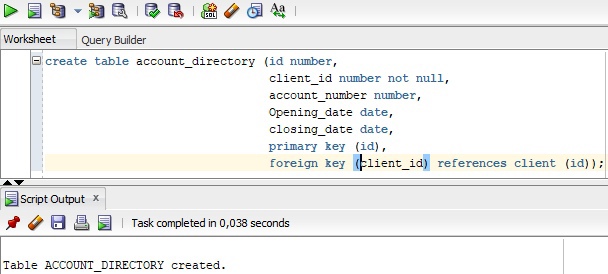 SQL
Aa
Worksheet Query Builder
create table account_directory (id number,
client_id number not null,
account_number number,
Opening_date date,
closing_date date,
primary key (id),
foreign key (client_id) references client (id));
Script Output x
Task completed in 0,038 seconds
Table ACCOUNT_DIRECTORY created.